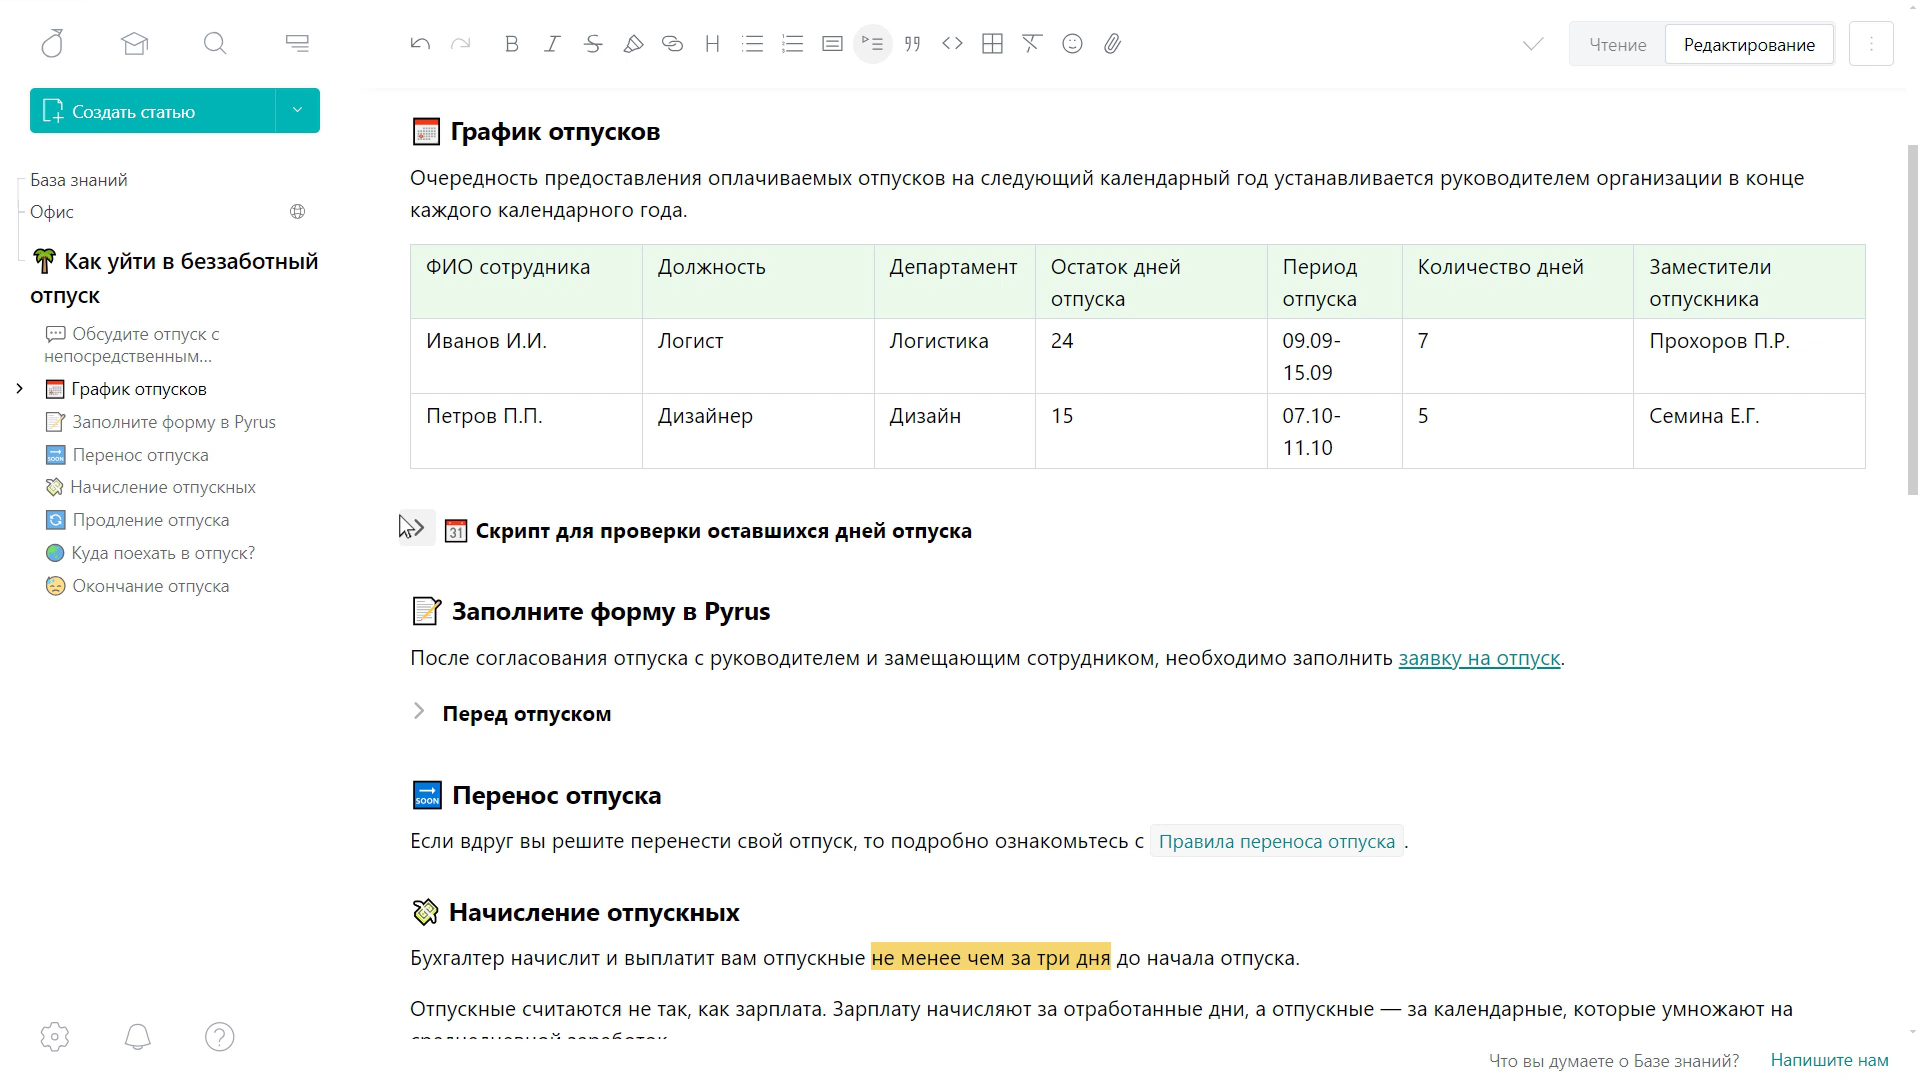 Создать статью
Чтение
Редактирование
База знаний
Офис
Как уйти в беззаботный
отпуск
Обсудите отпуск с
непосредственным...
График отпусков
Заполните форму в Pyrus
Перенос отпуска
Начисление отпускных
Продление отпуска
Куда поехать в отпуск?
Окончание отпуска
График отпусков
Очередность предоставления оплачиваемых отпусков на следующий календарный год устанавливается руководителем организации в конце
каждого календарного года.
ФИО сотрудника
Должность
Департамент
Остаток дней
отпуска
Период
отпуска
Количество дней
Заместители
отпускника
Иванов И.И.
Логист
Логистика
24
09.09-
15.09
7
Прохоров П.Р.
Петров П.П.
Дизайнер
Дизайн
15
07.10-
11.10
5
Семина Е.Г.
31 Скрипт для проверки оставшихся дней отпуска
Заполните форму в Pyrus
После согласования отпуска с руководителем и замещающим сотрудником, необходимо заполнить заявку на отпуск.
Перед отпуском
SOON Перенос отпуска
Если вдруг вы решите перенести свой отпуск, то подробно ознакомьтесь с Правила переноса отпуска .
Начисление отпускных
Бухгалтер начислит и выплатит вам отпускные не менее чем за три дня до начала отпуска.
Отпускные считаются не так, как зарплата. Зарплату начисляют за отработанные дни, а отпускные — за календарные, которые умножают на
Что вы думаете о Базе знаний?
Напишите нам